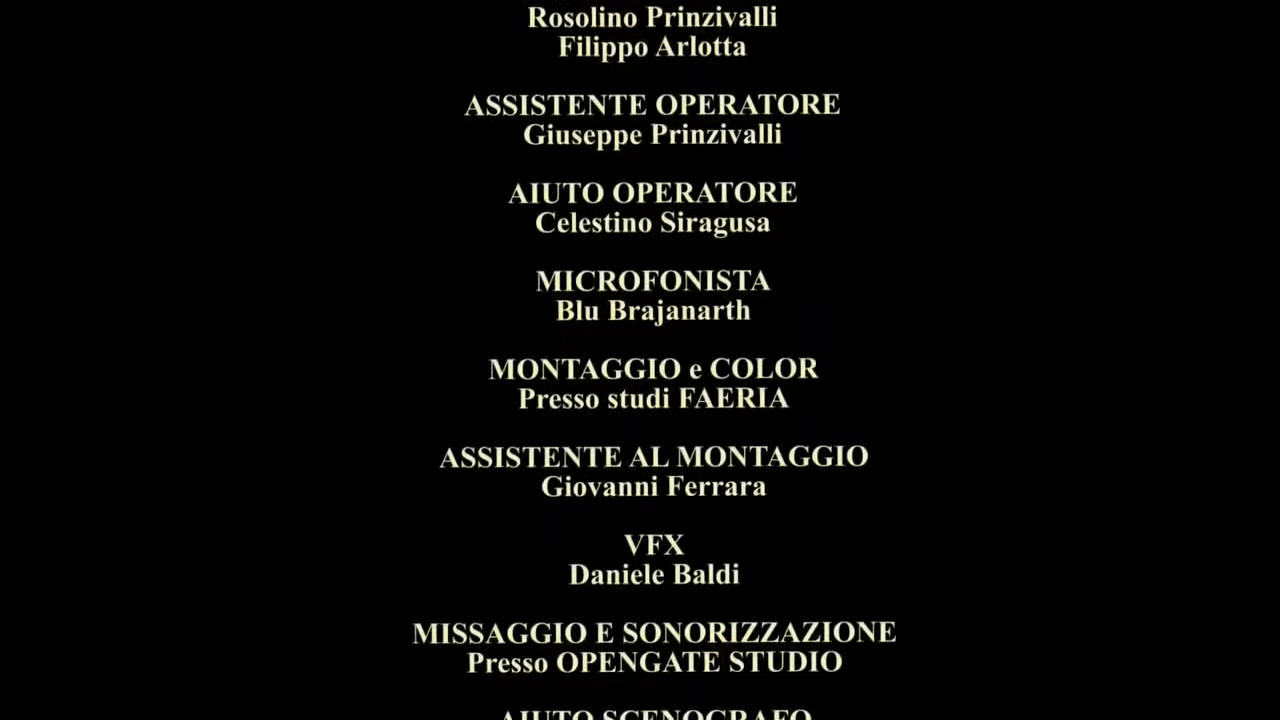 Rosolino Prinzivalli
Filippo Arlotta
ASSISTENTE OPERATORE
Giuseppe Prinzivalli
AIUTO OPERATORE
Celestino Siragusa
MICROFONISTA
Blu Brajanarth
MONTAGGIO e COLOR
Presso studi FAERIA
ASSISTENTE AL MONTAGGIO
Giovanni Ferrara
VFX
Daniele Baldi
MISSAGGIO E SONORIZZAZIONE
Presso OPENGATE STUDIO
AIUTO SCENOGRAFO